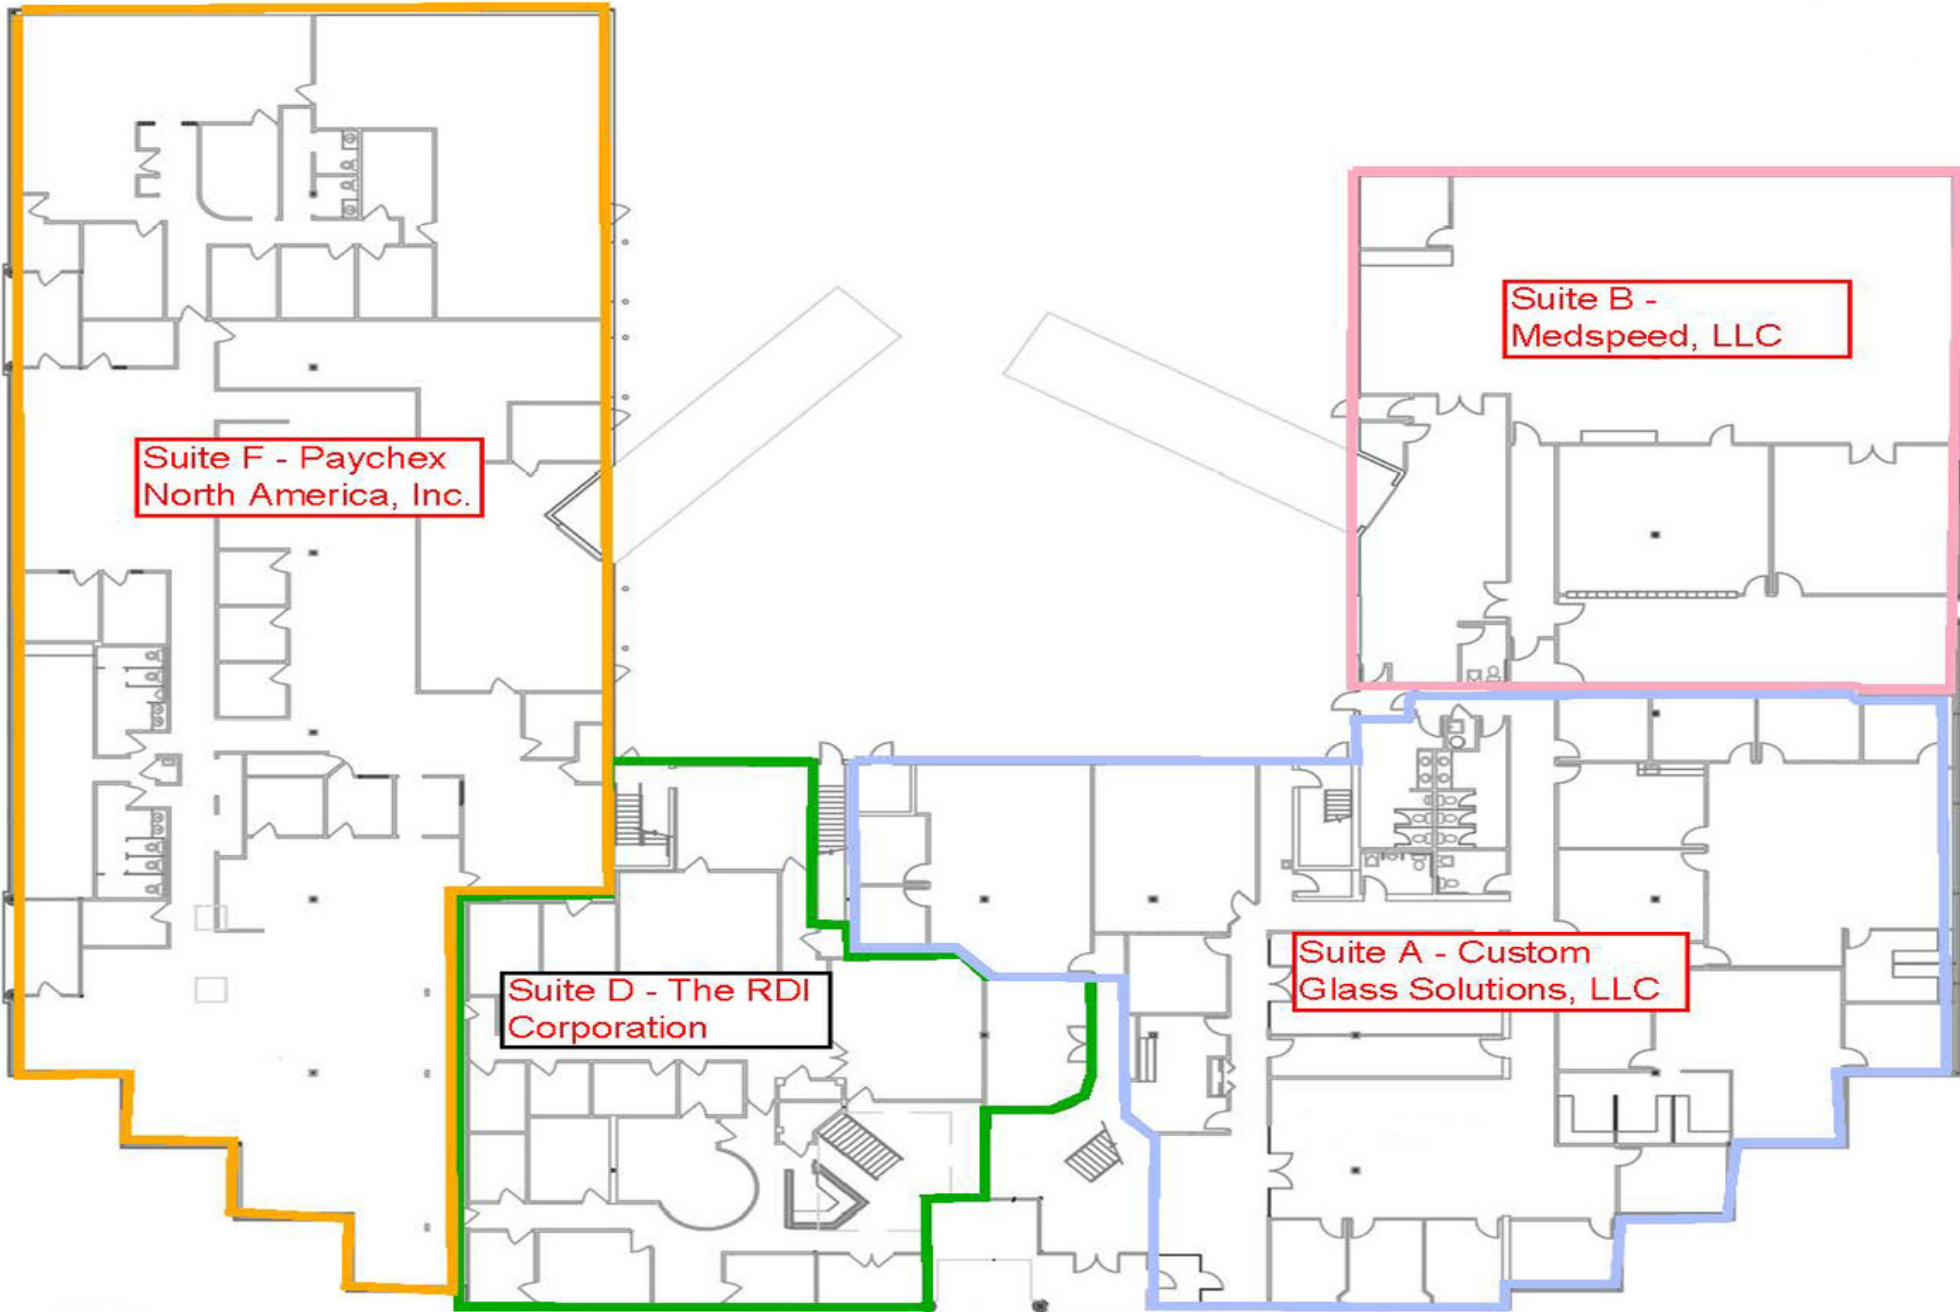 Suite B -
Medspeed, LLC
Suite F - Paychex
North America, Inc.
Suite A - Custom
Glass Solutions, LLC
Suite D - The RDI
Corporation